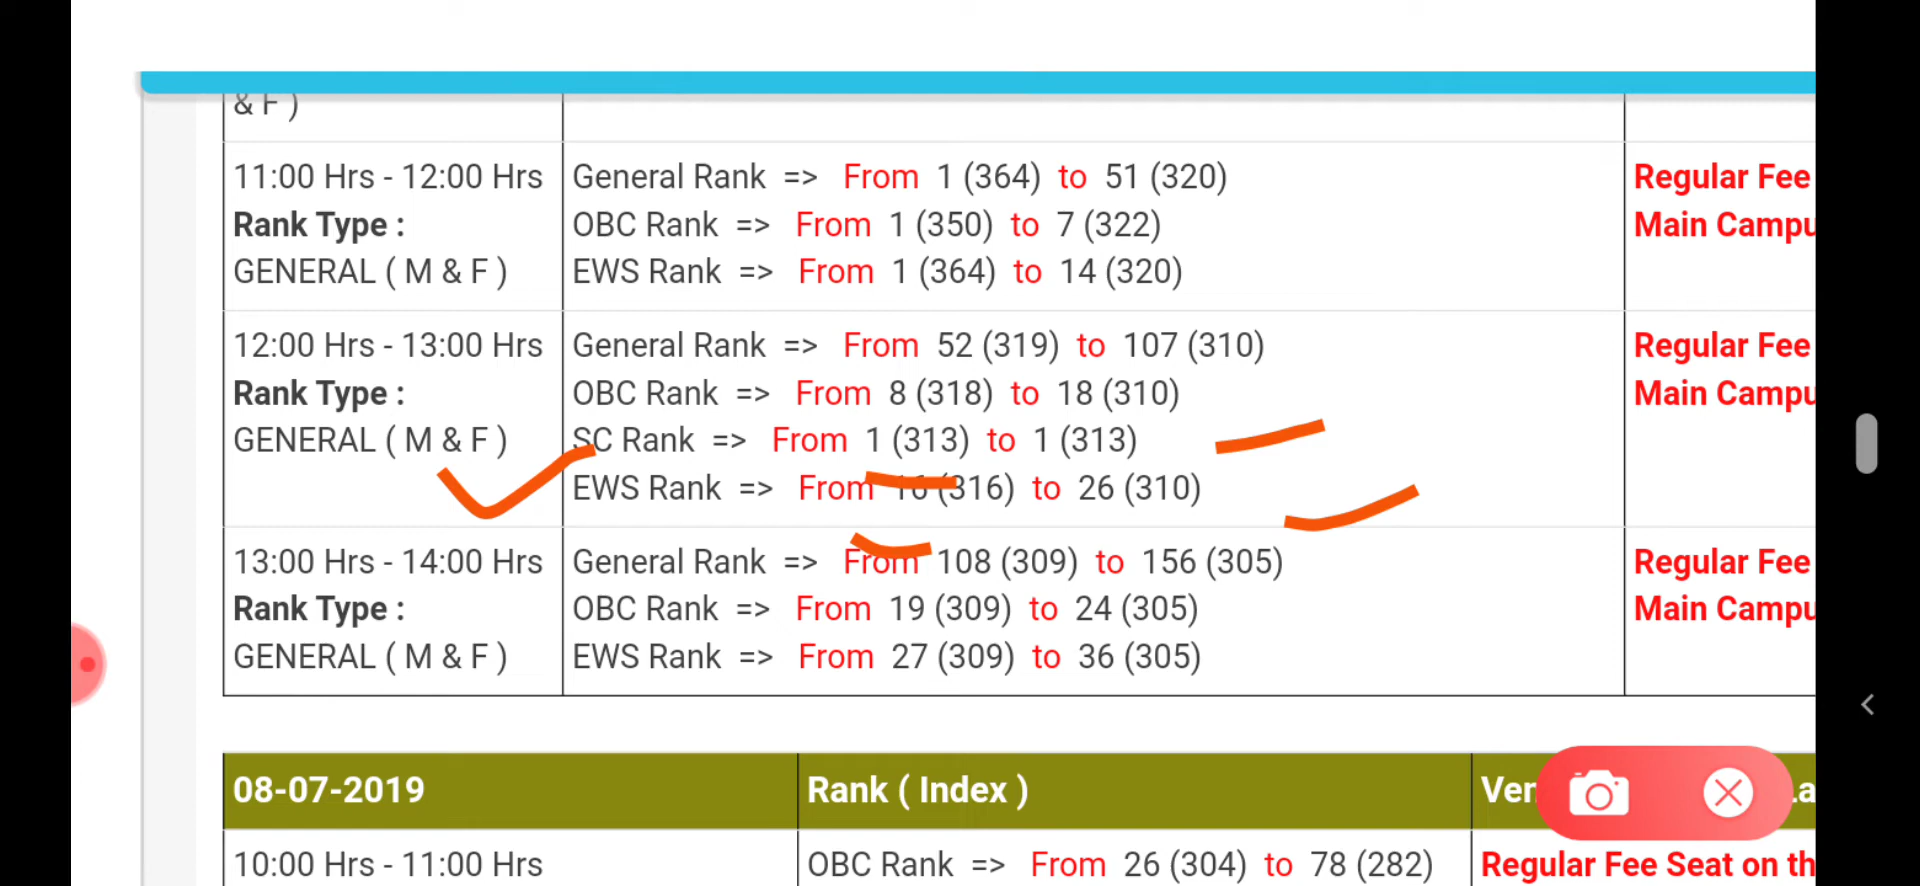 & F )
11:00 Hrs - 12:00 Hrs
Rank Type :
GENERAL ( M & F )
General Rank => From 1 (364) to 51 (320)
OBC Rank => From 1 (350) to 7 (322)
EWS Rank => From 1 (364) to 14 (320)
Regular Fee
Main Campu
12:00 Hrs - 13:00 Hrs
Rank Type :
GENERAL ( M & F )
General Rank => From 52 (319) to 107 (310)
OBC Rank => From 8 (318) to 18 (310)
SC Rank => From 1 (313) to 1 (313)
EWS Rank => From 16 (316) to 26 (310)
Regular Fee
Main Campu
13:00 Hrs - 14:00 Hrs
Rank Type :
GENERAL ( M & F )
General Rank => From 108 (309) to 156 (305)
OBC Rank => From 19 (309) to 24 (305)
EWS Rank => From 27 (309) to 36 (305)
Regular Fee
Main Campu
08-07-2019 Rank ( Index ) Ven
10:00 Hrs - 11:00 Hrs OBC Rank => From 26 (304) to 78 (282) Regular Fee Seat on th